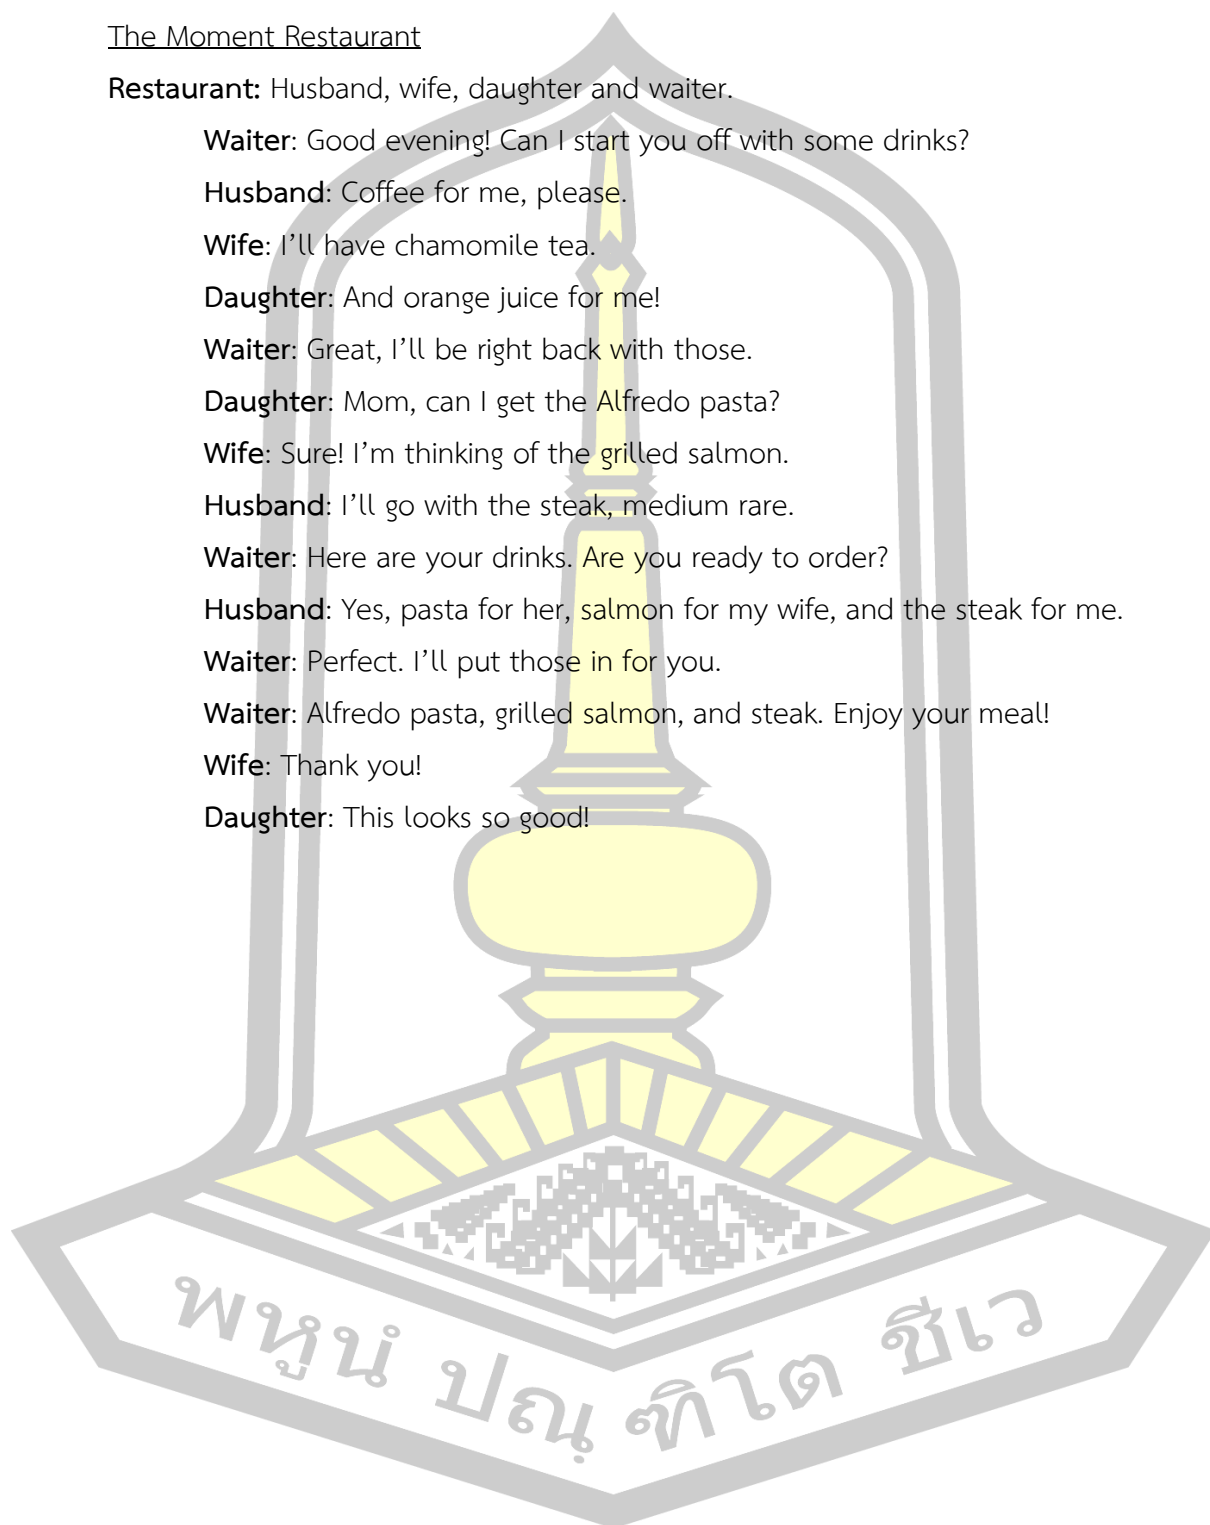 The Moment Restaurant
Restaurant: Husband, wife, daughter and waiter.
Waiter: Good evening! Can I start you off with some drinks?
Husband: Coffee for me, please.
Wife: I’ll have chamomile tea.
Daughter: And orange juice for me!
Waiter: Great, I’ll be right back with those.
Daughter: Mom, can I get the Alfredo pasta?
Wife: Sure! I’m thinking of the grilled salmon.
Husband: I’ll go with the steak, medium rare.
Waiter: Here are your drinks. Are you ready to order?
Husband: Yes, pasta for her, salmon for my wife, and the steak for me.
Waiter: Perfect. I’ll put those in for you.
Waiter: Alfredo pasta, grilled salmon, and steak. Enjoy your meal!
Wife: Thank you!
Daughter: This looks so good!
พหูนํ ปณฺฑิโต ชีเว